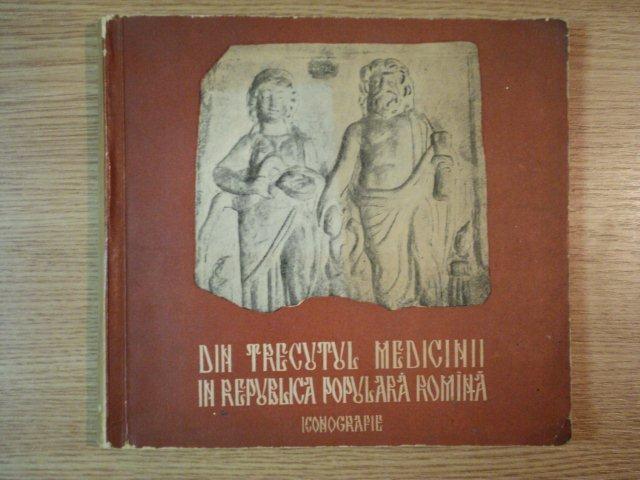 DIN TRECUTUL MEDICINII
IN REPUBLICA POPULARĂ ROMÎNĂ
ICONOGRAFIE